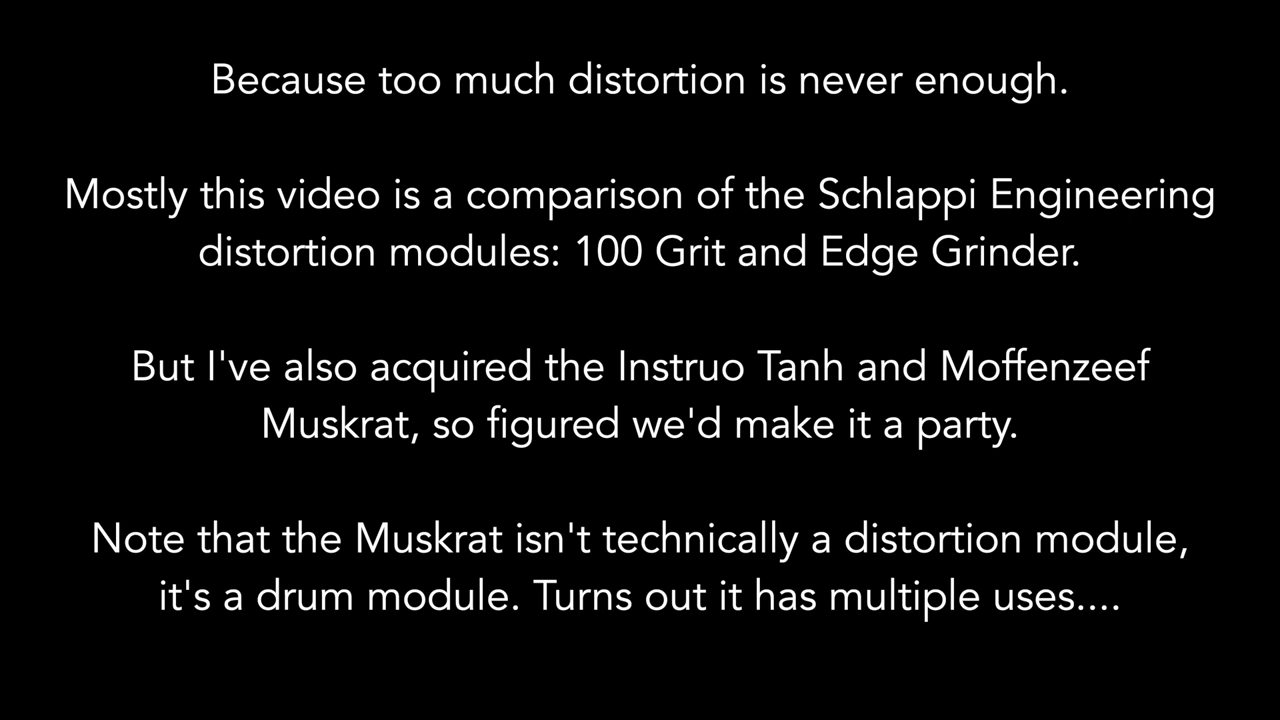 Because too much distortion is never enough.
Mostly this video is a comparison of the Schlappi Engineering
distortion modules: 100 Grit and Edge Grinder.
But I've also acquired the Instruo Tanh and Moffenzeef
Muskrat, so figured we'd make it a party.
Note that the Muskrat isn't technically a distortion module,
it's a drum module. Turns out it has multiple uses....